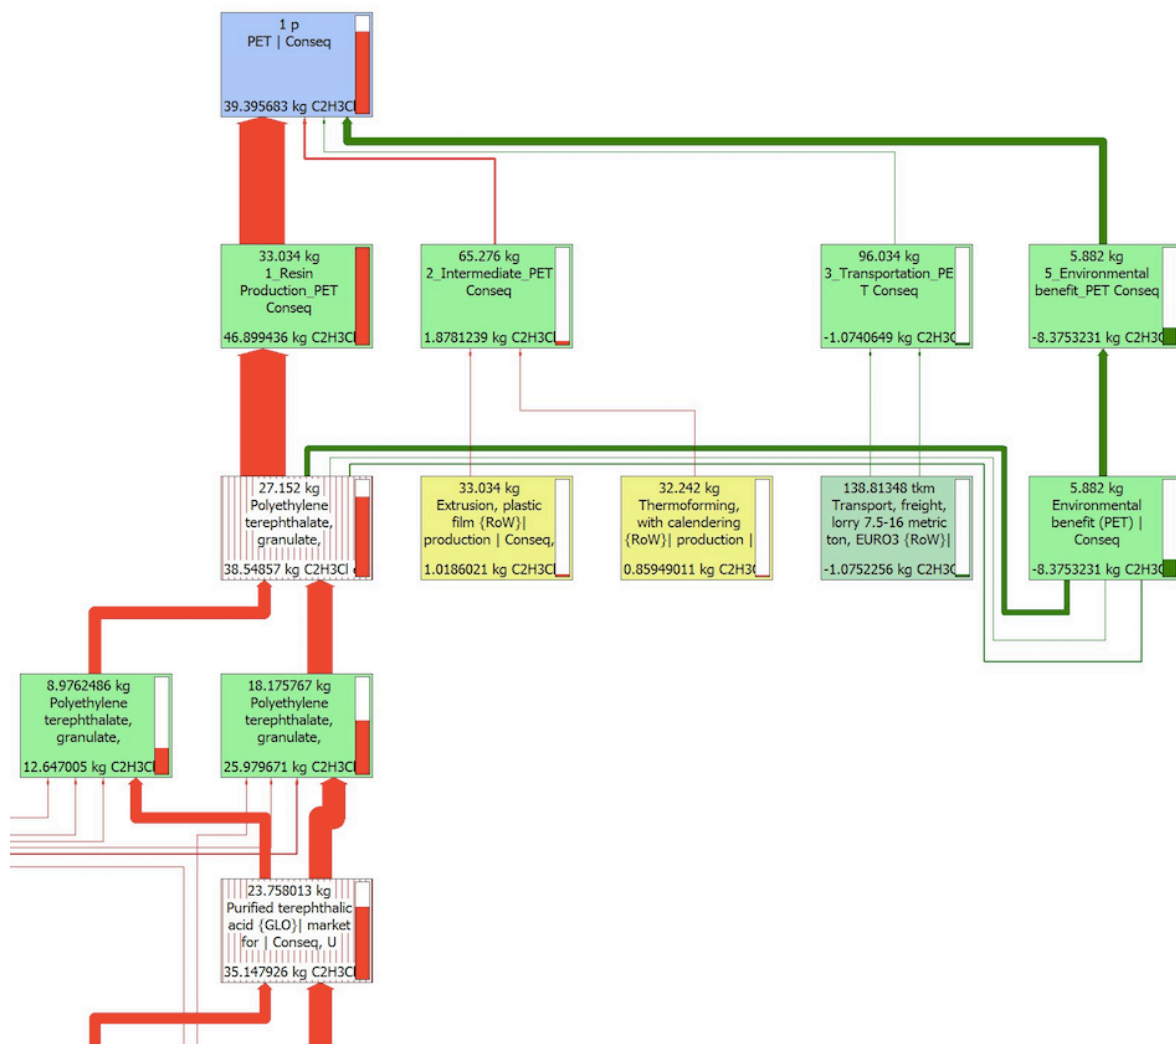 1 p
PET | Conseq
39.395683 kg C2H3Cl
33.034 kg
1_Resin
Production_PET
Conseq
46.899436 kg C2H3Cl
65.276 kg
2_Intermediate_PET
Conseq
1.8781239 kg C2H3Cl
96.034 kg
3_Transportation_PE
T Conseq
-1.0740649 kg C2H3Cl
5.882 kg
5_Environmental
benefit_PET Conseq
-8.3753231 kg C2H3Cl
27.152 kg
Polyethylene
terephthalate,
granulate,
38.54857 kg C2H3Cl e
33.034 kg
Extrusion, plastic
film {RoW}|
production | Conseq,
1.0186021 kg C2H3Cl
32.242 kg
Thermoforming,
with calendering
{RoW}| production |
0.85949011 kg C2H3Cl
138.81348 tkm
Transport, freight,
lorry 7.5-16 metric
ton, EURO3 {RoW}|
-1.0752256 kg C2H3Cl
5.882 kg
Environmental
benefit (PET) |
Conseq
-8.3753231 kg C2H3Cl
8.9762486 kg
Polyethylene
terephthalate,
granulate,
12.647005 kg C2H3Cl
18.175767 kg
Polyethylene
terephthalate,
granulate,
25.979671 kg C2H3Cl
23.758013 kg
Purified terephthalic
acid {GLO}| market
for | Conseq, U
35.147926 kg C2H3Cl